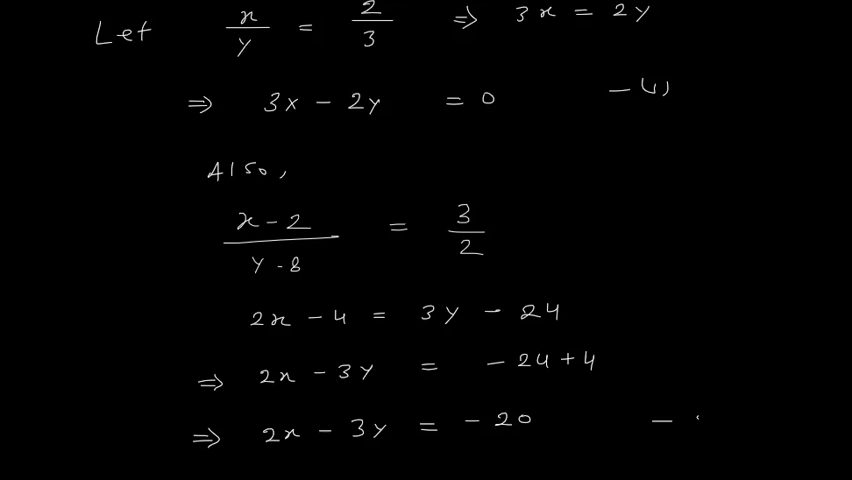 Let x/y = 2/3 ⇒ 3x = 2y
⇒ 3x - 2y = 0 - (1)
Also,
x-2/y-8 = 3/2
2x - 4 = 3y - 24
⇒ 2x - 3y = - 24 + 4
⇒ 2x - 3y = - 20 -